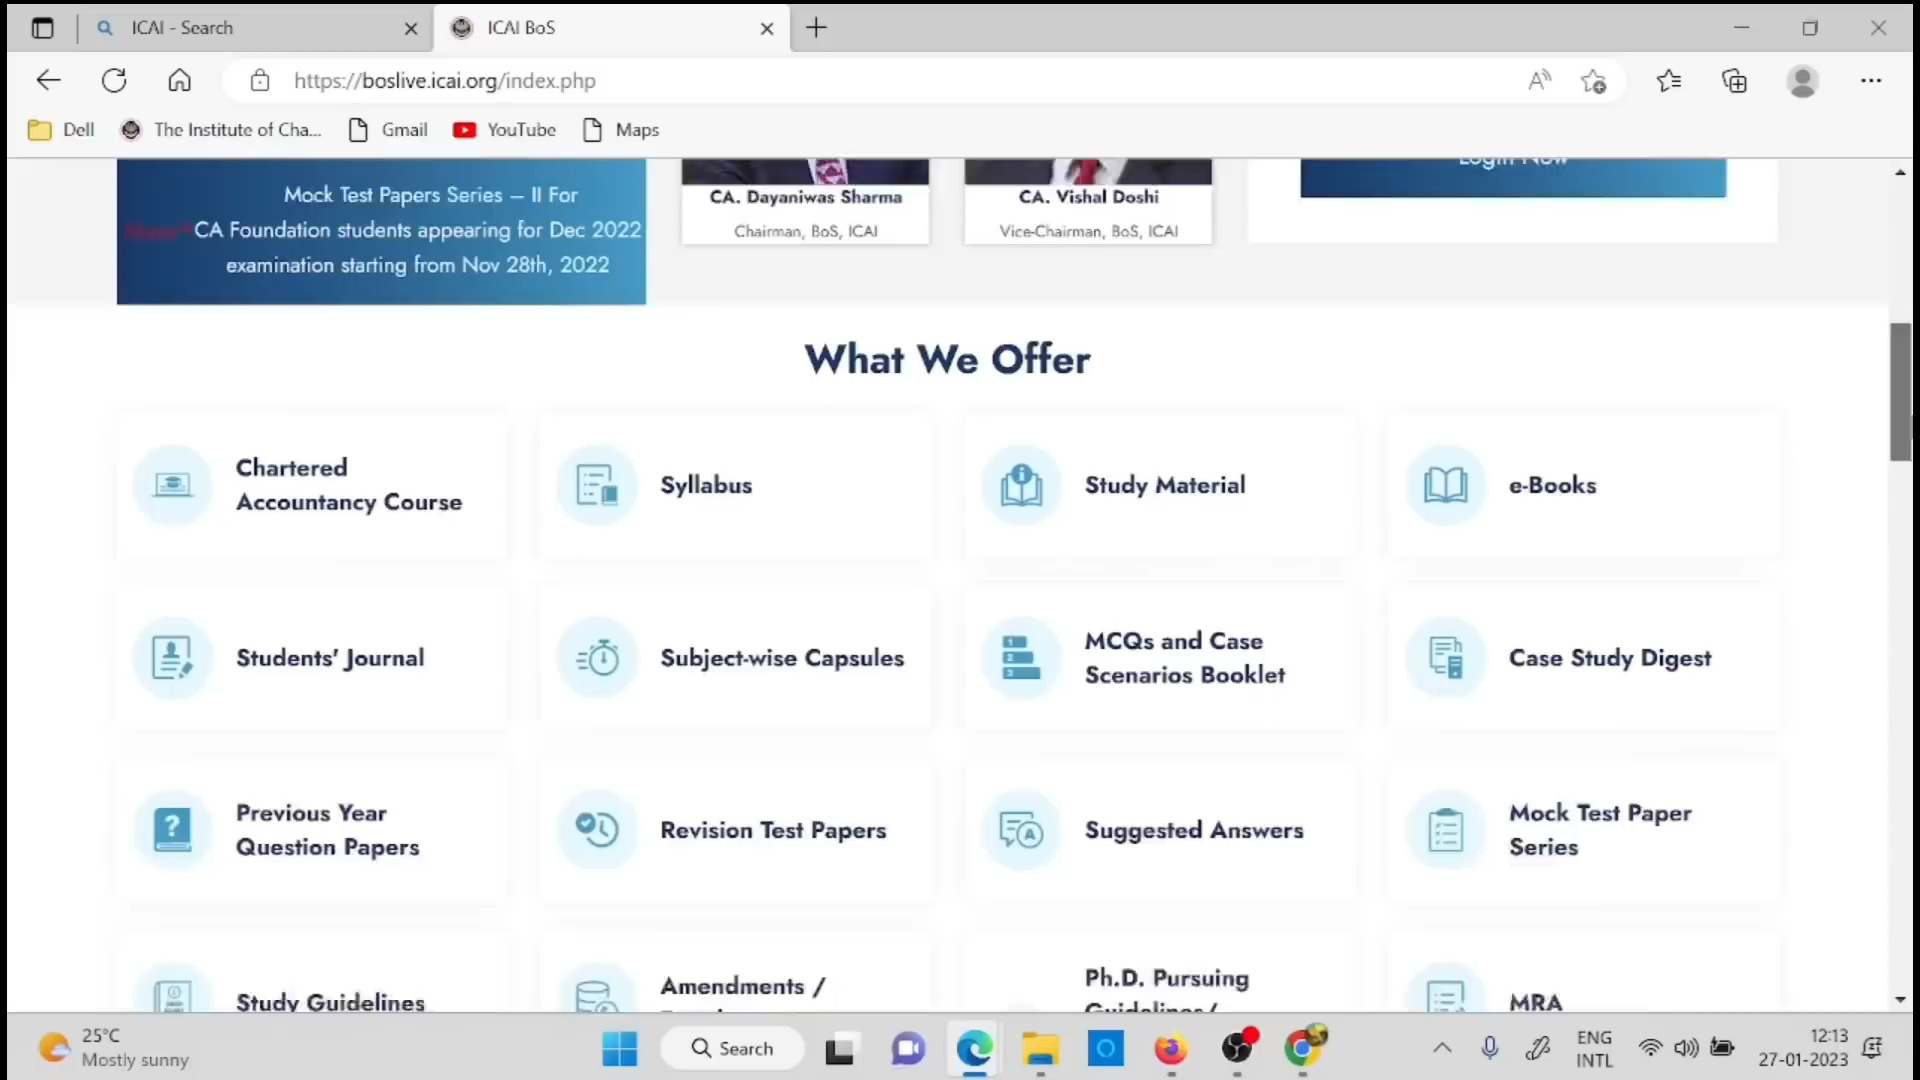 ICAI - Search
ICAI BoS
https://boslive.icai.org/index.php
Dell
The Institute of Cha...
Gmail
YouTube
Maps
Mock Test Papers Series – II For
CA Foundation students appearing for Dec 2022
examination starting from Nov 28th, 2022
CA. Dayaniwas Sharma
Chairman, BoS, ICAI
CA. Vishal Doshi
Vice-Chairman, BoS, ICAI
Login Now
What We Offer
Chartered
Accountancy Course
Syllabus
Study Material
e-Books
Students' Journal
Subject-wise Capsules
MCQs and Case
Scenarios Booklet
Case Study Digest
Previous Year
Question Papers
Revision Test Papers
Suggested Answers
Mock Test Paper
Series
Study Guidelines
Amendments /
Ph.D. Pursuing
Guidelines/
MRA
25°C
Mostly sunny
Search
ENG
INTL
12:13
27-01-2023